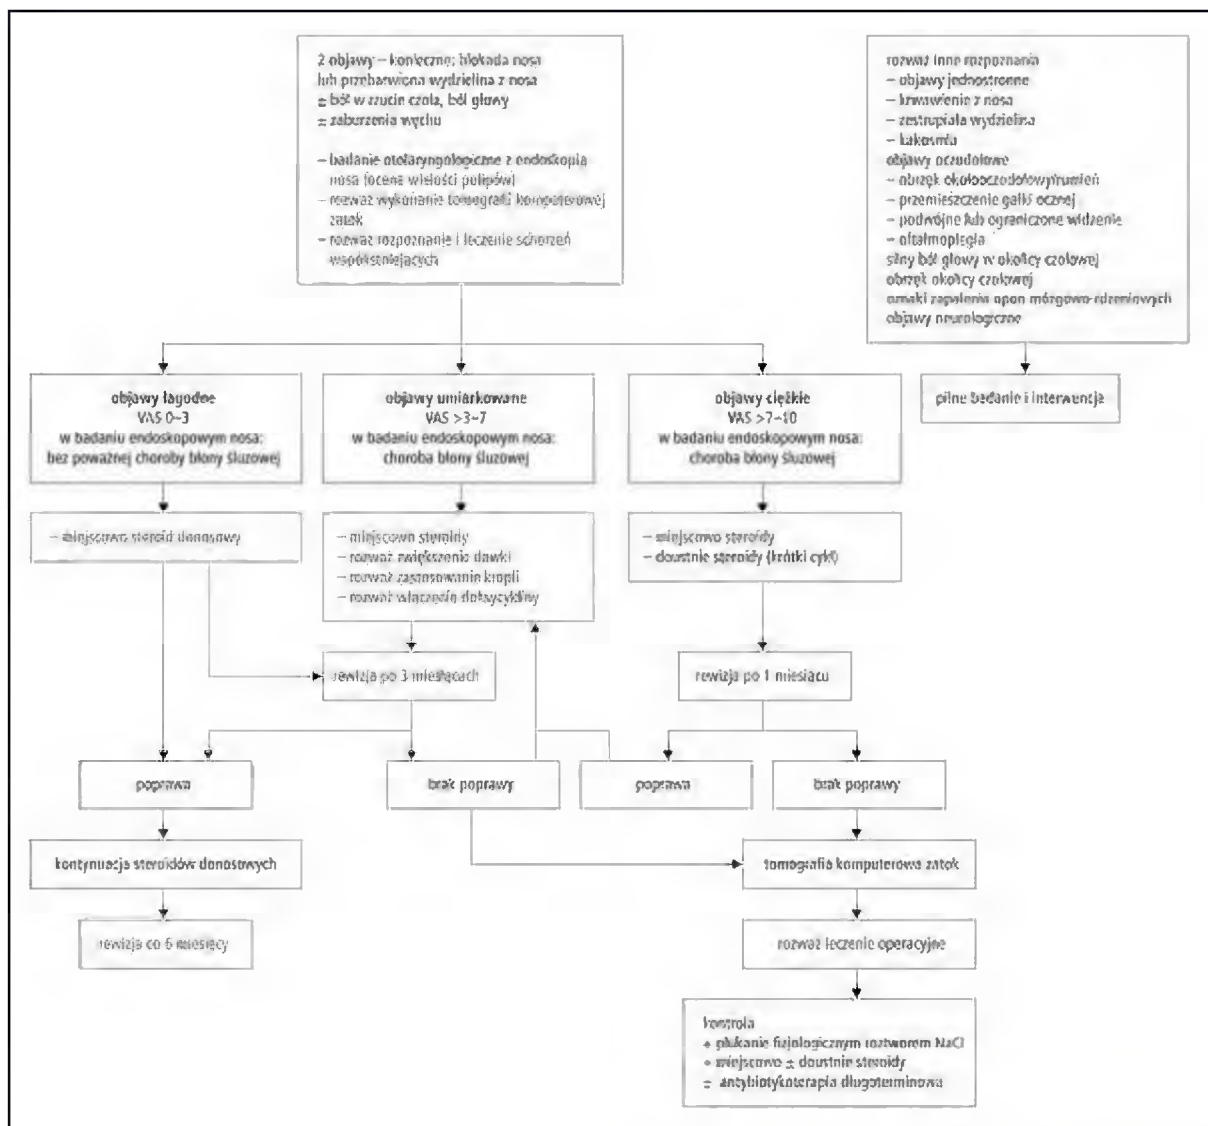 2 objawy – konieczne: blokada nosa
lub przebarwiona wydzielina z nosa
± ból w rzucie czoła, ból głowy
± zaburzenia węchu
– badanie otolaryngologiczne z endoskopią
nosa (ocena wielości polipów)
– rozważ wykonanie tomografii komputerowej
zatok
– rozważ rozpoznanie i leczenie schorzeń
współistniejących
rozważ inne rozpoznania
– objawy jednostronne
– krwawienie z nosa
– zestrupiała wydzielina
– kakosmia
objawy oczodołowe
– obrzęk okołooczodołowy/rumień
– przemieszczenie gałki ocznej
– podwójne lub ograniczone widzenie
– oftalmoplegia
silny ból głowy w okolicy czołowej
obrzęk okolicy czołowej
oznaki zapalenia opon mózgowo-rdzeniowych
objawy neurologiczne
objawy łagodne
VAS 0–3
w badaniu endoskopowym nosa:
bez poważnej choroby błony śluzowej
objawy umiarkowane
VAS >3–7
w badaniu endoskopowym nosa:
choroba błony śluzowej
objawy ciężkie
VAS >7–10
w badaniu endoskopowym nosa:
choroba błony śluzowej
pilne badanie i interwencja
– miejscowo steroid donosowy
– miejscowo steroidy
– rozważ zwiększenie dawki
– rozważ zastosowanie kropli
– rozważ włączenie doksycykliny
– miejscowo steroidy
– doustnie steroidy (krótki cykl)
rewizja po 3 miesiącach
rewizja po 1 miesiącu
poprawa
brak poprawy
poprawa
brak poprawy
kontynuacja steroidów donosowych
tomografia komputerowa zatok
rewizja co 6 miesięcy
rozważ leczenie operacyjne
kontrola
+ płukanie fizjologicznym roztworem NaCl
+ miejscowo ± doustnie steroidy
± antybiotykoterapia długoterminowa